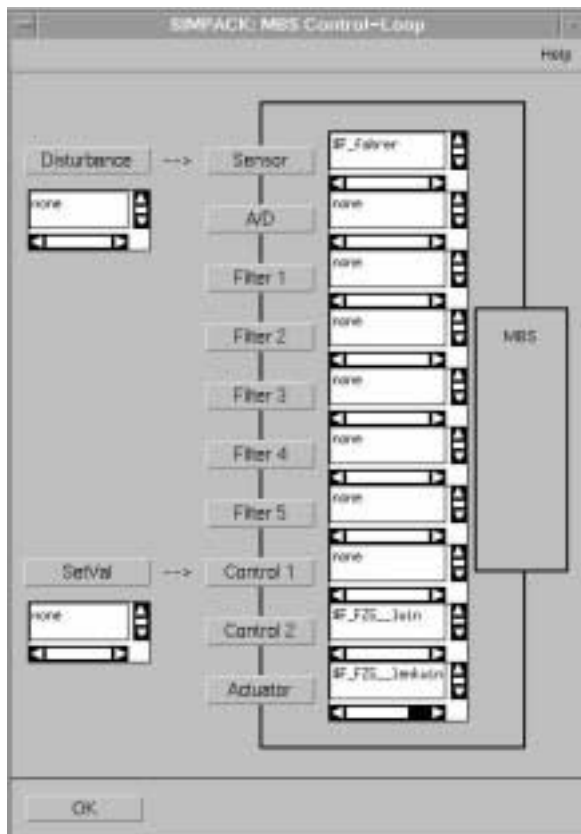 SIMPACK: MBS Control-Loop
Help
Disturbance --> Sensor
none
A/D none
Filter 1 none
Filter 2 none
MBS
Filter 3 none
Filter 4 none
Filter 5 none
SetVal --> Control 1 none
none
Control 2
Actuator
OK